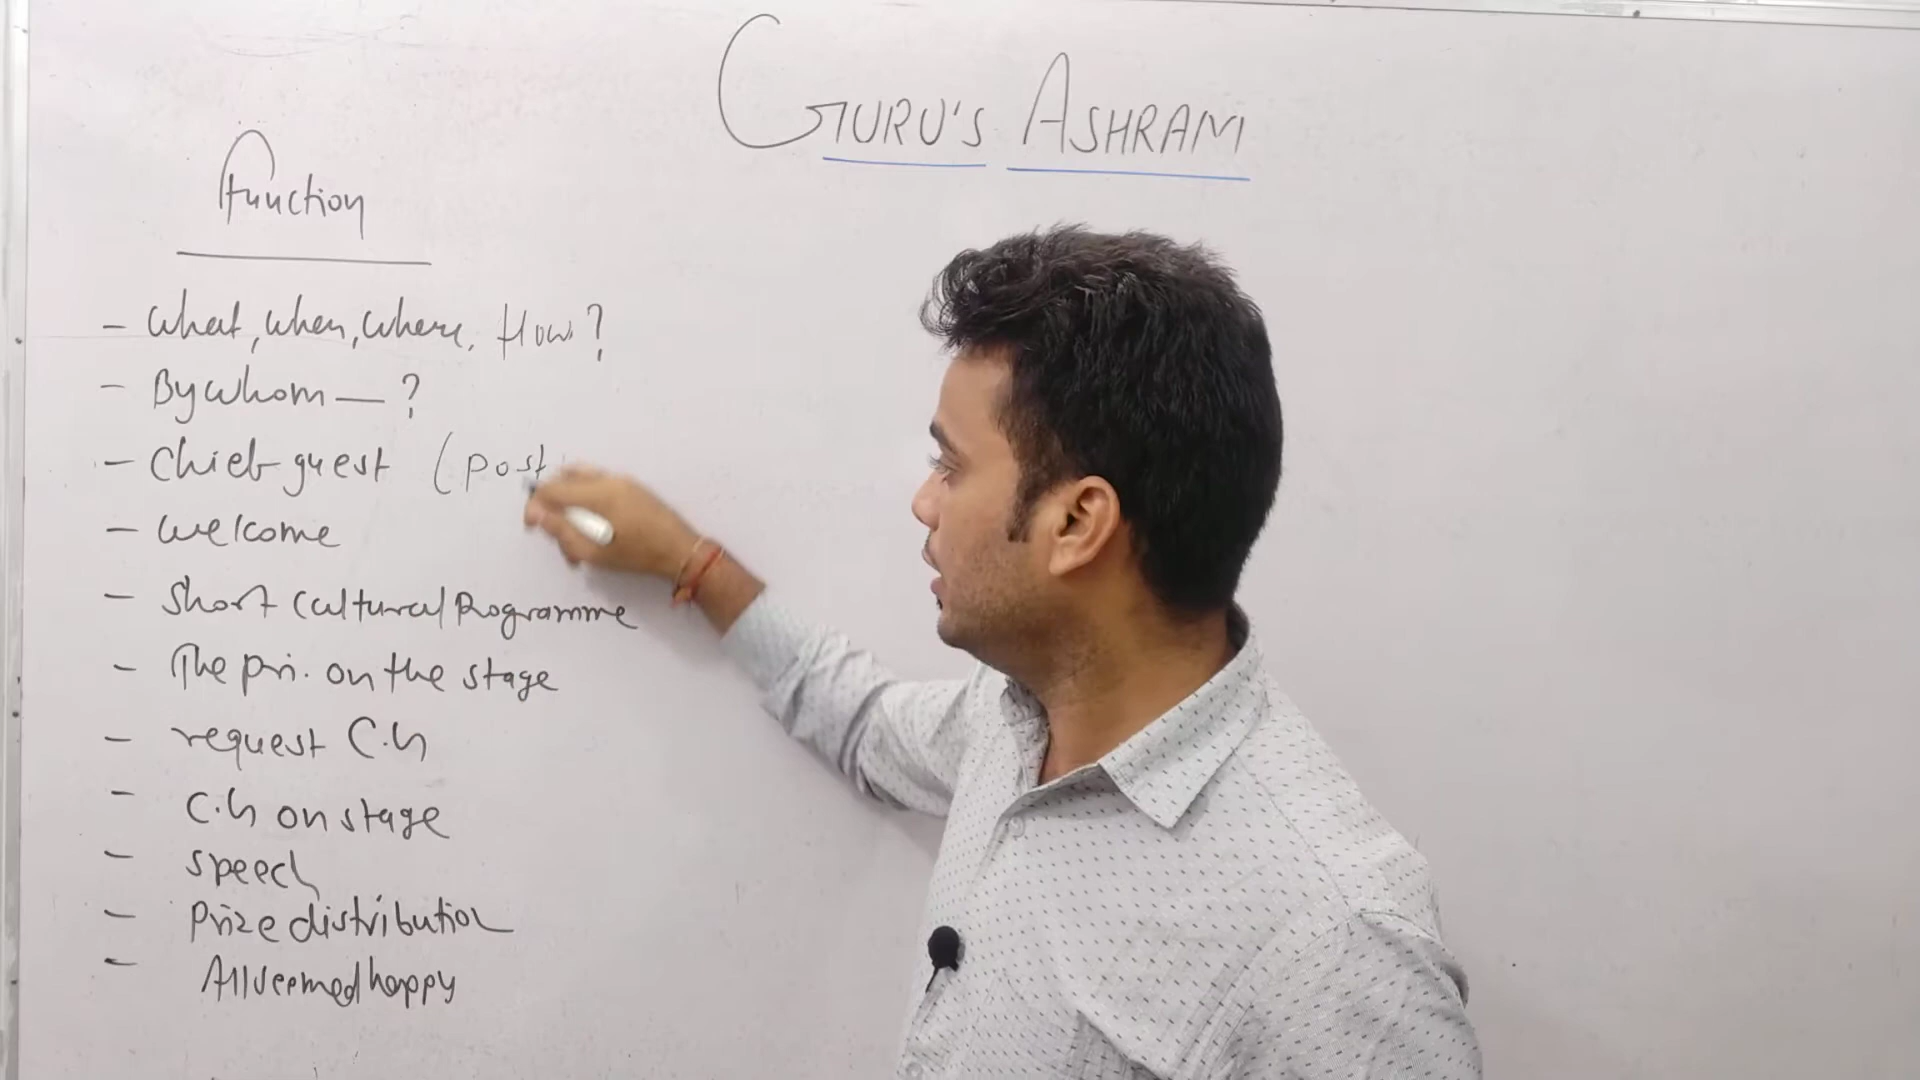 GURU'S ASHRAM
Function
- What, when, where, How?
- By whom — ?
- Chief guest (post
- Welcome
- Short Cultural Programme
- The pri. on the stage
- request C.G
- C.G on stage
- Speech
- Prize distribution
- All seemed happy